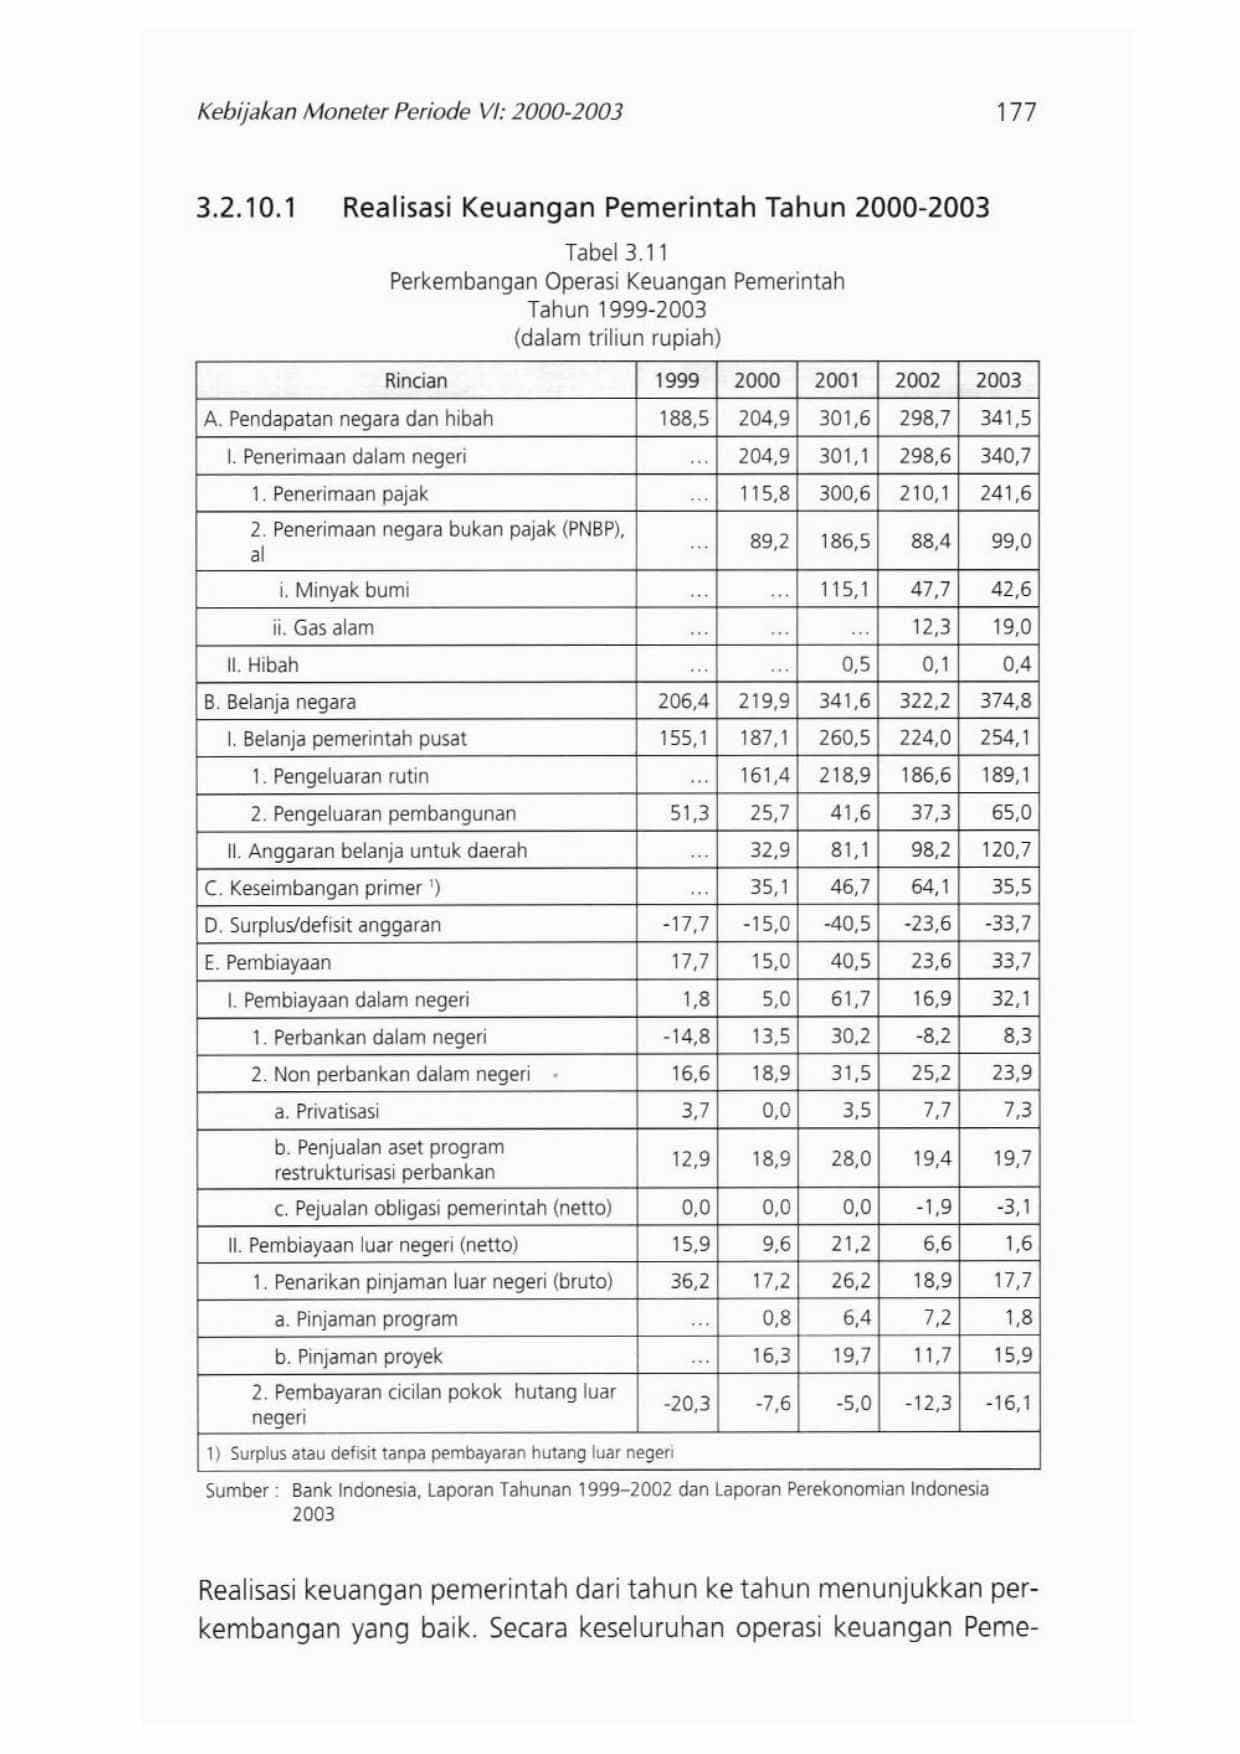 Kebijakan Moneter Periode VI: 2000-2003 177
3.2.10.1 Realisasi Keuangan Pemerintah Tahun 2000-2003
Tabel 3.11
Perkembangan Operasi Keuangan Pemerintah
Tahun 1999-2003
(dalam triliun rupiah)
Rincian 1999 2000 2001 2002 2003
A. Pendapatan negara dan hibah 188,5 204,9 301,6 298,7 341,5
I. Penerimaan dalam negeri ... 204,9 301,1 298,6 340,7
1. Penerimaan pajak ... 115,8 300,6 210,1 241,6
2. Penerimaan negara bukan pajak (PNBP),
al ... 89,2 186,5 88,4 99,0
i. Minyak bumi ... ... 115,1 47,7 42,6
ii. Gas alam ... ... ... 12,3 19,0
II. Hibah ... ... 0,5 0,1 0,4
B. Belanja negara 206,4 219,9 341,6 322,2 374,8
I. Belanja pemerintah pusat 155,1 187,1 260,5 224,0 254,1
1. Pengeluaran rutin ... 161,4 218,9 186,6 189,1
2. Pengeluaran pembangunan 51,3 25,7 41,6 37,3 65,0
II. Anggaran belanja untuk daerah ... 32,9 81,1 98,2 120,7
C. Keseimbangan primer ¹) ... 35,1 46,7 64,1 35,5
D. Surplus/defisit anggaran -17,7 -15,0 -40,5 -23,6 -33,7
E. Pembiayaan 17,7 15,0 40,5 23,6 33,7
I. Pembiayaan dalam negeri 1,8 5,0 61,7 16,9 32,1
1. Perbankan dalam negeri -14,8 13,5 30,2 -8,2 8,3
2. Non perbankan dalam negeri 16,6 18,9 31,5 25,2 23,9
a. Privatisasi 3,7 0,0 3,5 7,7 7,3
b. Penjualan aset program
restrukturisasi perbankan 12,9 18,9 28,0 19,4 19,7
c. Pejualan obligasi pemerintah (netto) 0,0 0,0 0,0 -1,9 -3,1
II. Pembiayaan luar negeri (netto) 15,9 9,6 21,2 6,6 1,6
1. Penarikan pinjaman luar negeri (bruto) 36,2 17,2 26,2 18,9 17,7
a. Pinjaman program ... 0,8 6,4 7,2 1,8
b. Pinjaman proyek ... 16,3 19,7 11,7 15,9
2. Pembayaran cicilan pokok hutang luar
negeri -20,3 -7,6 -5,0 -12,3 -16,1
1) Surplus atau defisit tanpa pembayaran hutang luar negeri
Sumber : Bank Indonesia, Laporan Tahunan 1999–2002 dan Laporan Perekonomian Indonesia
2003
Realisasi keuangan pemerintah dari tahun ke tahun menunjukkan per-
kembangan yang baik. Secara keseluruhan operasi keuangan Peme-